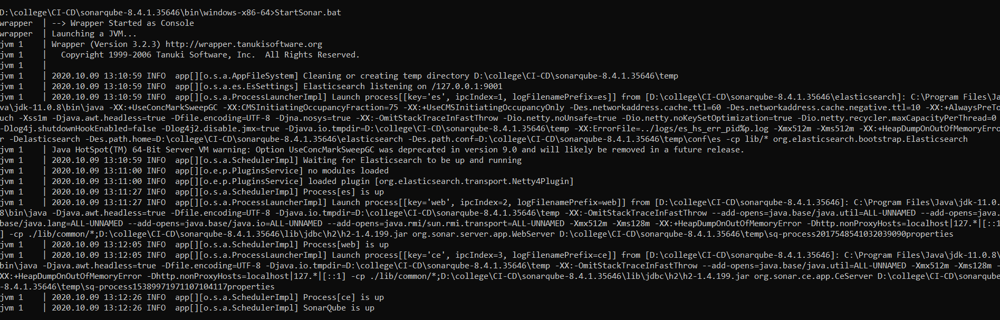 D:\college\CI-CD\sonarqube-8.4.1.35646\bin\windows-x86-64>StartSonar.bat
wrapper  | --> Wrapper Started as Console
wrapper  | Launching a JVM...
jvm 1    | Wrapper (Version 3.2.3) http://wrapper.tanukisoftware.org
jvm 1    |   Copyright 1999-2006 Tanuki Software, Inc.  All Rights Reserved.
jvm 1    |
jvm 1    | 2020.10.09 13:10:59 INFO  app[][o.s.a.AppFileSystem] Cleaning or creating temp directory D:\college\CI-CD\sonarqube-8.4.1.35646\temp
jvm 1    | 2020.10.09 13:10:59 INFO  app[][o.s.a.es.EsSettings] Elasticsearch listening on /127.0.0.1:9001
jvm 1    | 2020.10.09 13:10:59 INFO  app[][o.s.a.ProcessLauncherImpl] Launch process[[key='es', ipcIndex=1, logFilenamePrefix=es]] from [D:\college\CI-CD\sonarqube-8.4.1.35646\elasticsearch]: C:\Program Files\Ja
ava\jdk-11.0.8\bin\java -XX:+UseConcMarkSweepGC -XX:CMSInitiatingOccupancyFraction=75 -XX:+UseCMSInitiatingOccupancyOnly -Des.networkaddress.cache.ttl=60 -Des.networkaddress.cache.negative.ttl=10 -XX:+AlwaysPreTo
uch -Xss1m -Djava.awt.headless=true -Dfile.encoding=UTF-8 -Djna.nosys=true -XX:-OmitStackTraceInFastThrow -Dio.netty.noUnsafe=true -Dio.netty.noKeySetOptimization=true -Dio.netty.recycler.maxCapacityPerThread=0
-Dlog4j.shutdownHookEnabled=false -Dlog4j2.disable.jmx=true -Djava.io.tmpdir=D:\college\CI-CD\sonarqube-8.4.1.35646\temp -XX:ErrorFile=../logs/es_hs_err_pid%p.log -Xmx512m -Xms512m -XX:+HeapDumpOnOutOfMemoryError
r -Delasticsearch -Des.path.home=D:\college\CI-CD\sonarqube-8.4.1.35646\elasticsearch -Des.path.conf=D:\college\CI-CD\sonarqube-8.4.1.35646\temp\conf\es -cp lib/* org.elasticsearch.bootstrap.Elasticsearch
jvm 1    | Java HotSpot(TM) 64-Bit Server VM warning: Option UseConcMarkSweepGC was deprecated in version 9.0 and will likely be removed in a future release.
jvm 1    | 2020.10.09 13:10:59 INFO  app[][o.s.a.SchedulerImpl] Waiting for Elasticsearch to be up and running
jvm 1    | 2020.10.09 13:11:00 INFO  app[][o.e.p.PluginsService] no modules loaded
jvm 1    | 2020.10.09 13:11:00 INFO  app[][o.e.p.PluginsService] loaded plugin [org.elasticsearch.transport.Netty4Plugin]
jvm 1    | 2020.10.09 13:11:27 INFO  app[][o.s.a.SchedulerImpl] Process[es] is up
jvm 1    | 2020.10.09 13:11:27 INFO  app[][o.s.a.ProcessLauncherImpl] Launch process[[key='web', ipcIndex=2, logFilenamePrefix=web]] from [D:\college\CI-CD\sonarqube-8.4.1.35646]: C:\Program Files\Java\jdk-11.0.
8\bin\java -Djava.awt.headless=true -Dfile.encoding=UTF-8 -Djava.io.tmpdir=D:\college\CI-CD\sonarqube-8.4.1.35646\temp -XX:-OmitStackTraceInFastThrow --add-opens=java.base/java.util=ALL-UNNAMED --add-opens=java.
base/java.lang=ALL-UNNAMED --add-opens=java.base/java.io=ALL-UNNAMED --add-opens=java.rmi/sun.rmi.transport=ALL-UNNAMED -Xmx512m -Xms128m -XX:+HeapDumpOnOutOfMemoryError -Dhttp.nonProxyHosts=localhost|127.*|[::1
] -cp ./lib/common/*;D:\college\CI-CD\sonarqube-8.4.1.35646\lib\jdbc\h2\h2-1.4.199.jar org.sonar.server.app.WebServer D:\college\CI-CD\sonarqube-8.4.1.35646\temp\sq-process2017548541032039090properties
jvm 1    | 2020.10.09 13:12:05 INFO  app[][o.s.a.SchedulerImpl] Process[web] is up
jvm 1    | 2020.10.09 13:12:05 INFO  app[][o.s.a.ProcessLauncherImpl] Launch process[[key='ce', ipcIndex=3, logFilenamePrefix=ce]] from [D:\college\CI-CD\sonarqube-8.4.1.35646]: C:\Program Files\Java\jdk-11.0.8\
bin\java -Djava.awt.headless=true -Dfile.encoding=UTF-8 -Djava.io.tmpdir=D:\college\CI-CD\sonarqube-8.4.1.35646\temp -XX:-OmitStackTraceInFastThrow --add-opens=java.base/java.util=ALL-UNNAMED -Xmx512m -Xms128m -
XX:+HeapDumpOnOutOfMemoryError -Dhttp.nonProxyHosts=localhost|127.*|[::1] -cp ./lib/common/*;D:\college\CI-CD\sonarqube-8.4.1.35646\lib\jdbc\h2\h2-1.4.199.jar org.sonar.ce.app.CeServer D:\college\CI-CD\sonarqube
-8.4.1.35646\temp\sq-process15389971971107104117properties
jvm 1    | 2020.10.09 13:12:26 INFO  app[][o.s.a.SchedulerImpl] Process[ce] is up
jvm 1    | 2020.10.09 13:12:26 INFO  app[][o.s.a.SchedulerImpl] SonarQube is up